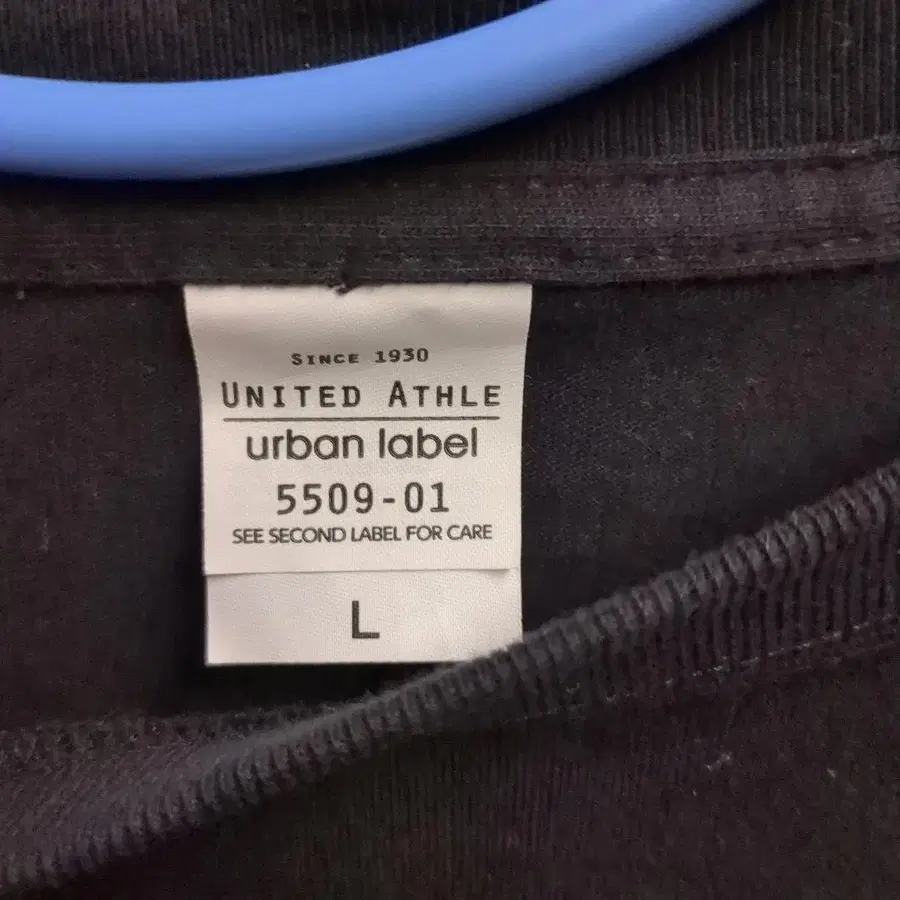 SINCE 1930
UNITED ATHLE
urban label
5509-01
SEE SECOND LABEL FOR CARE
L